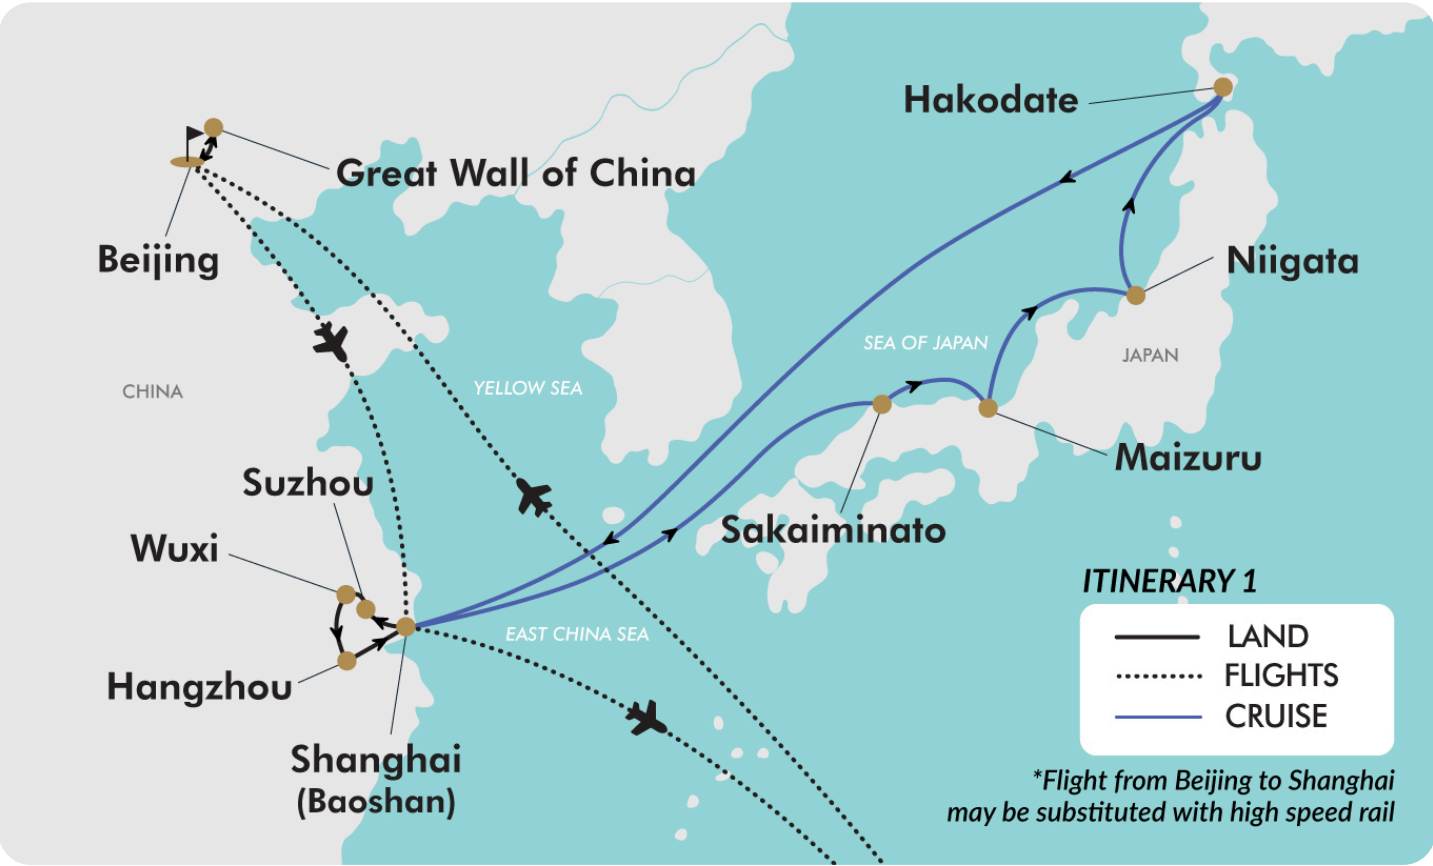 Hakodate
Great Wall of China
Beijing
Niigata
SEA OF JAPAN
JAPAN
CHINA
YELLOW SEA
Maizuru
Suzhou
Sakaiminato
Wuxi
EAST CHINA SEA
Hangzhou
Shanghai
(Baoshan)
ITINERARY 1
LAND
FLIGHTS
CRUISE
*Flight from Beijing to Shanghai
may be substituted with high speed rail